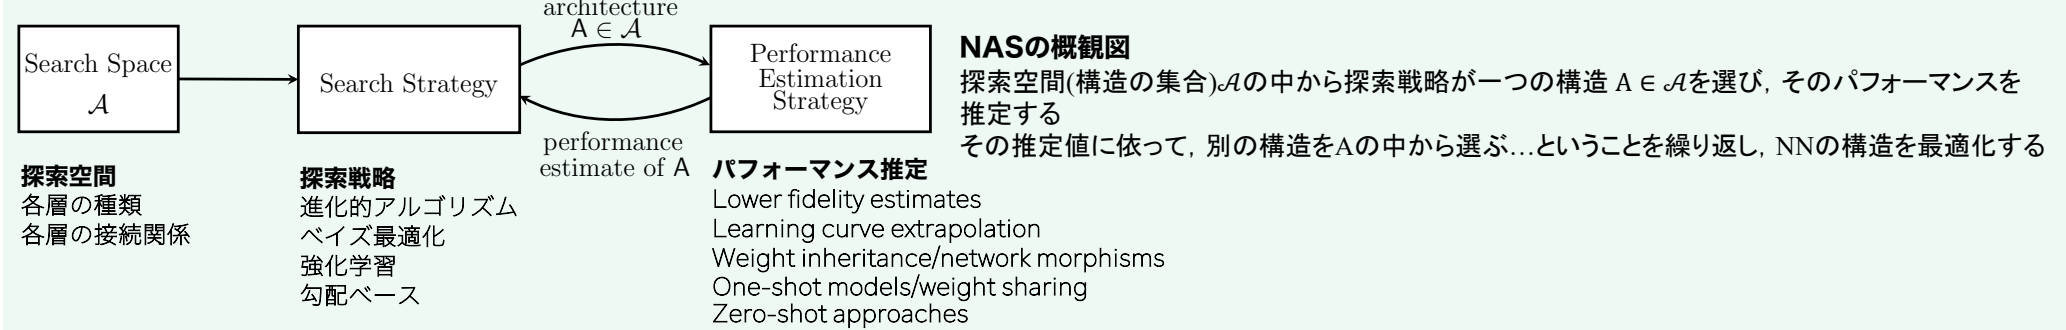 architecture
A ∈ 𝒜
Search Space
𝒜
Search Strategy
Performance
Estimation
Strategy
performance
estimate of A
NASの概観図
探索空間(構造の集合)𝒜の中から探索戦略が一つの構造 A ∈ 𝒜を選び, そのパフォーマンスを
推定する
その推定値に依って, 別の構造をAの中から選ぶ…ということを繰り返し, NNの構造を最適化する
探索空間
各層の種類
各層の接続関係
探索戦略
進化的アルゴリズム
ベイズ最適化
強化学習
勾配ベース
パフォーマンス推定
Lower fidelity estimates
Learning curve extrapolation
Weight inheritance/network morphisms
One-shot models/weight sharing
Zero-shot approaches